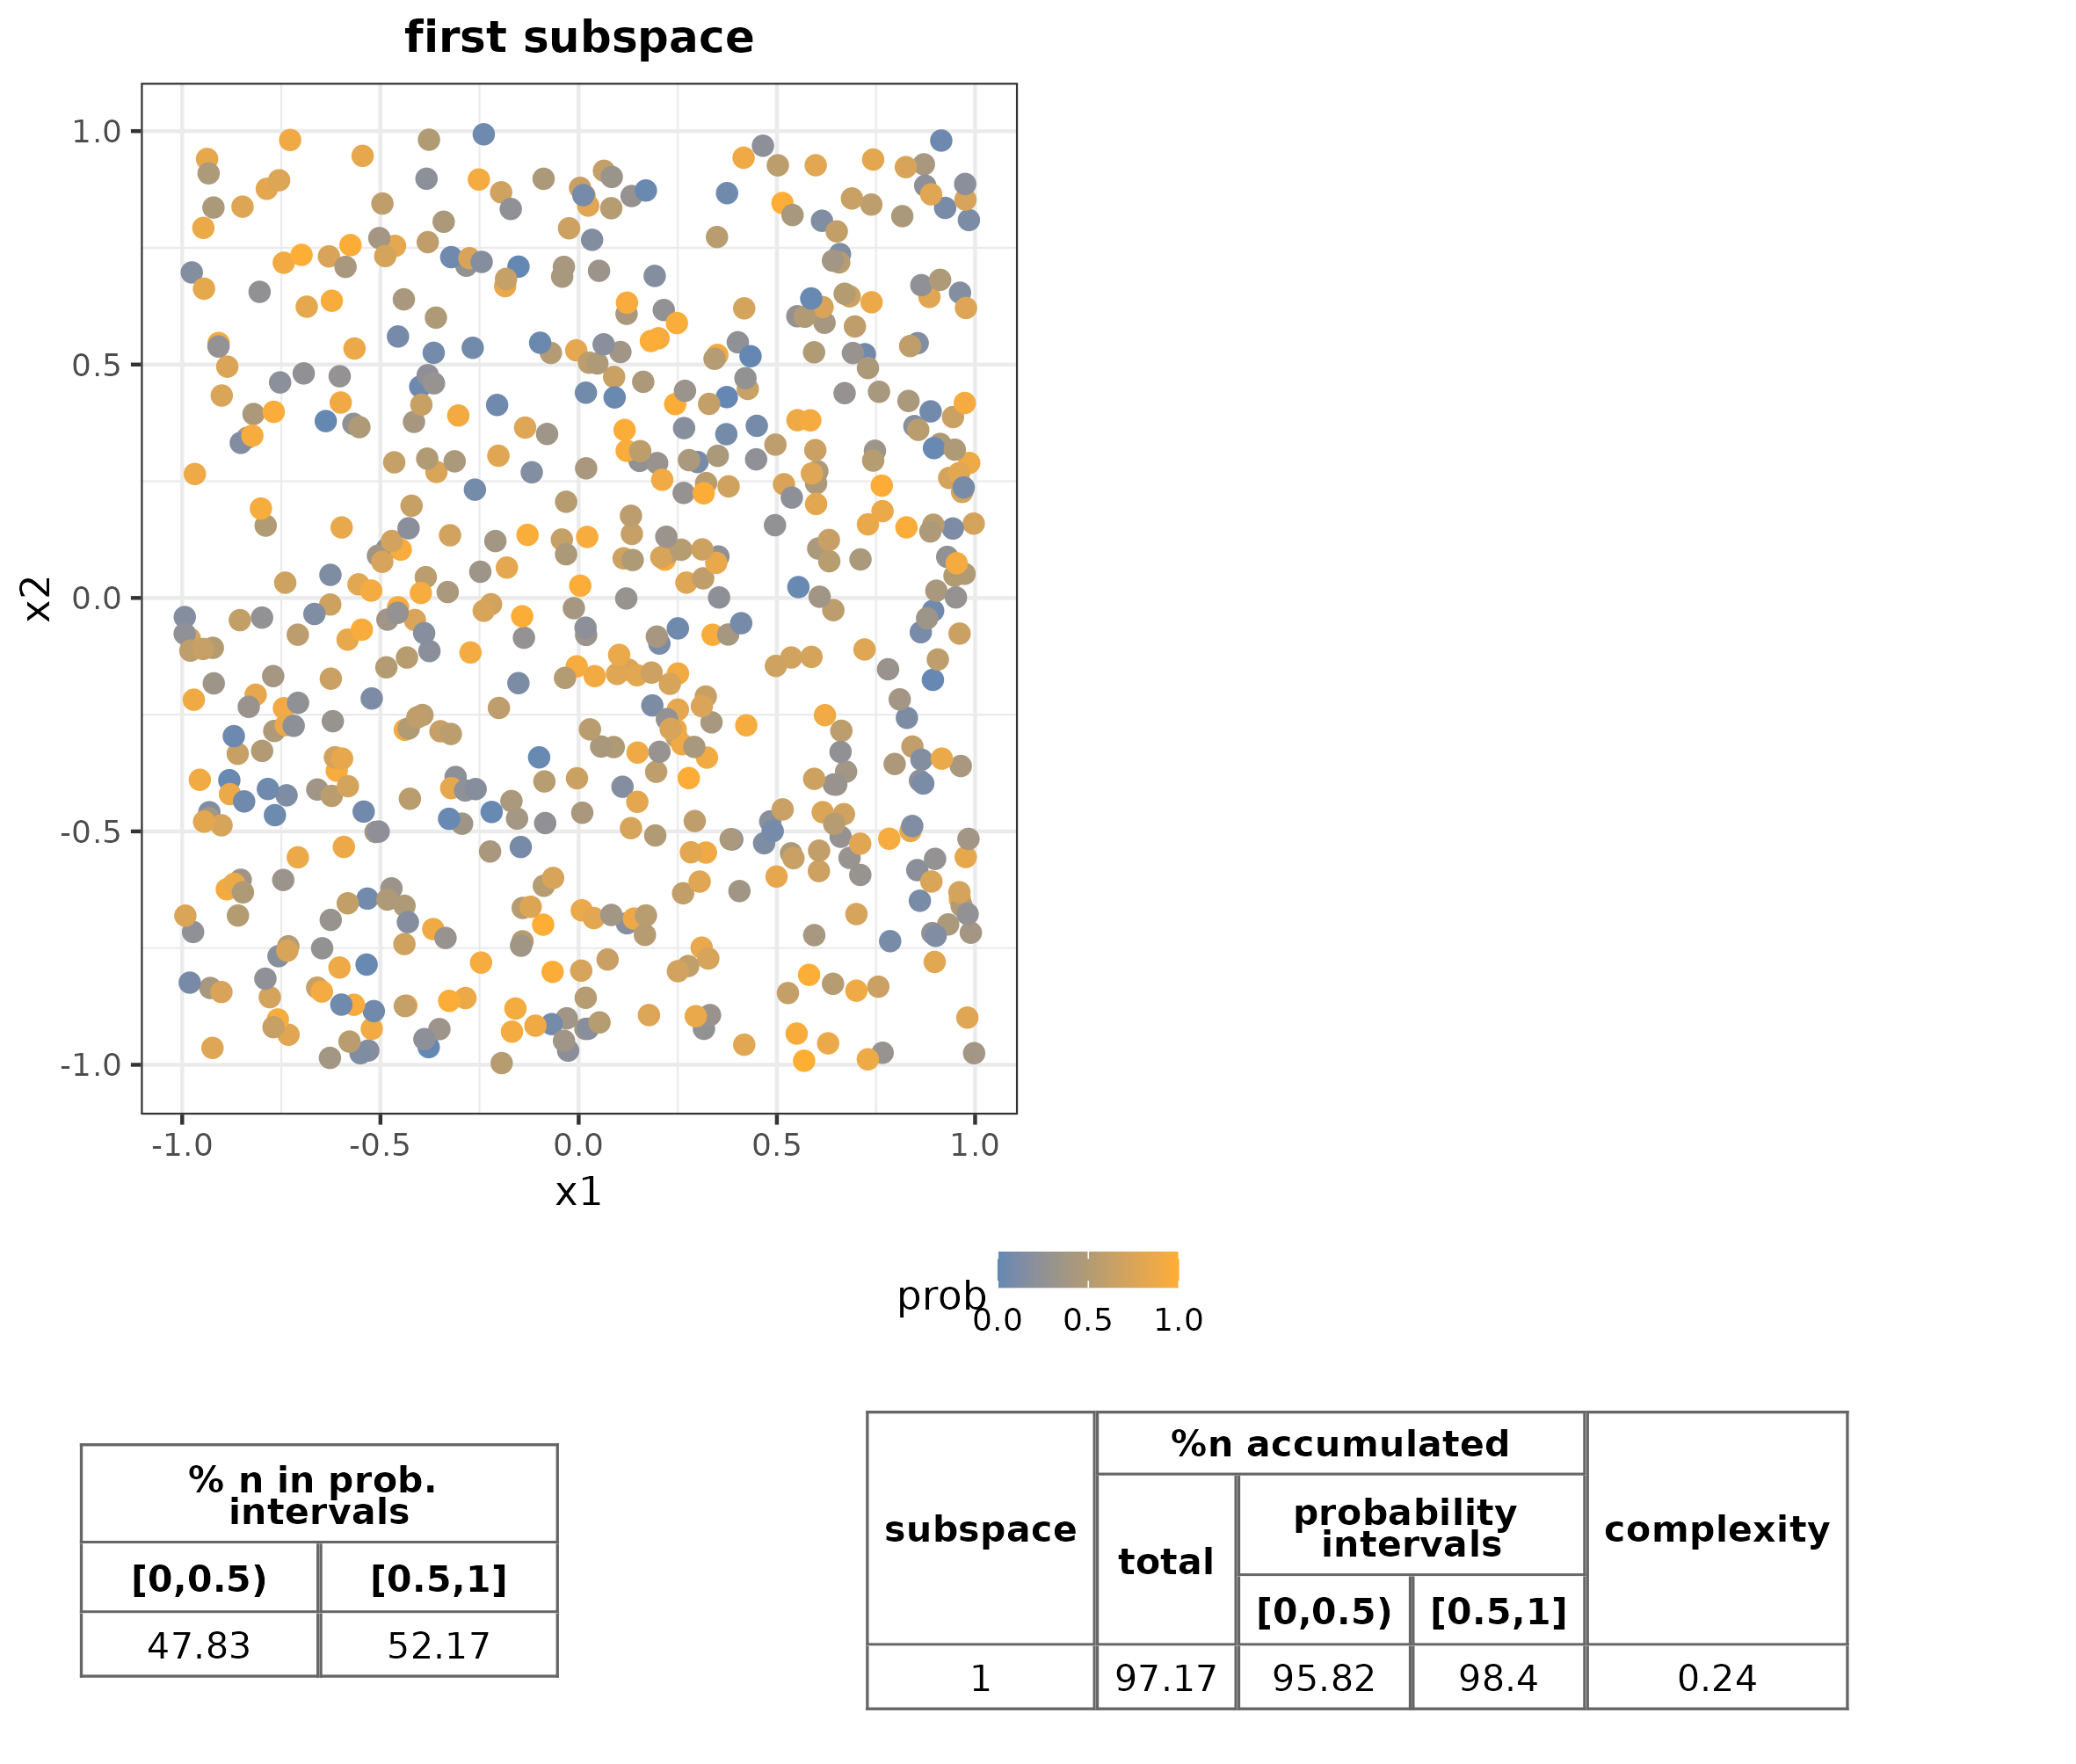 first subspace
1.0
0.5
0.0
-0.5
-1.0
x2
-1.0 -0.5 0.0 0.5 1.0
x1
prob
0.0 0.5 1.0
% n in prob.
intervals
[0,0.5) [0.5,1]
47.83 52.17
subspace
%n accumulated
total
probability
intervals
[0,0.5) [0.5,1]
complexity
1 97.17 95.82 98.4 0.24